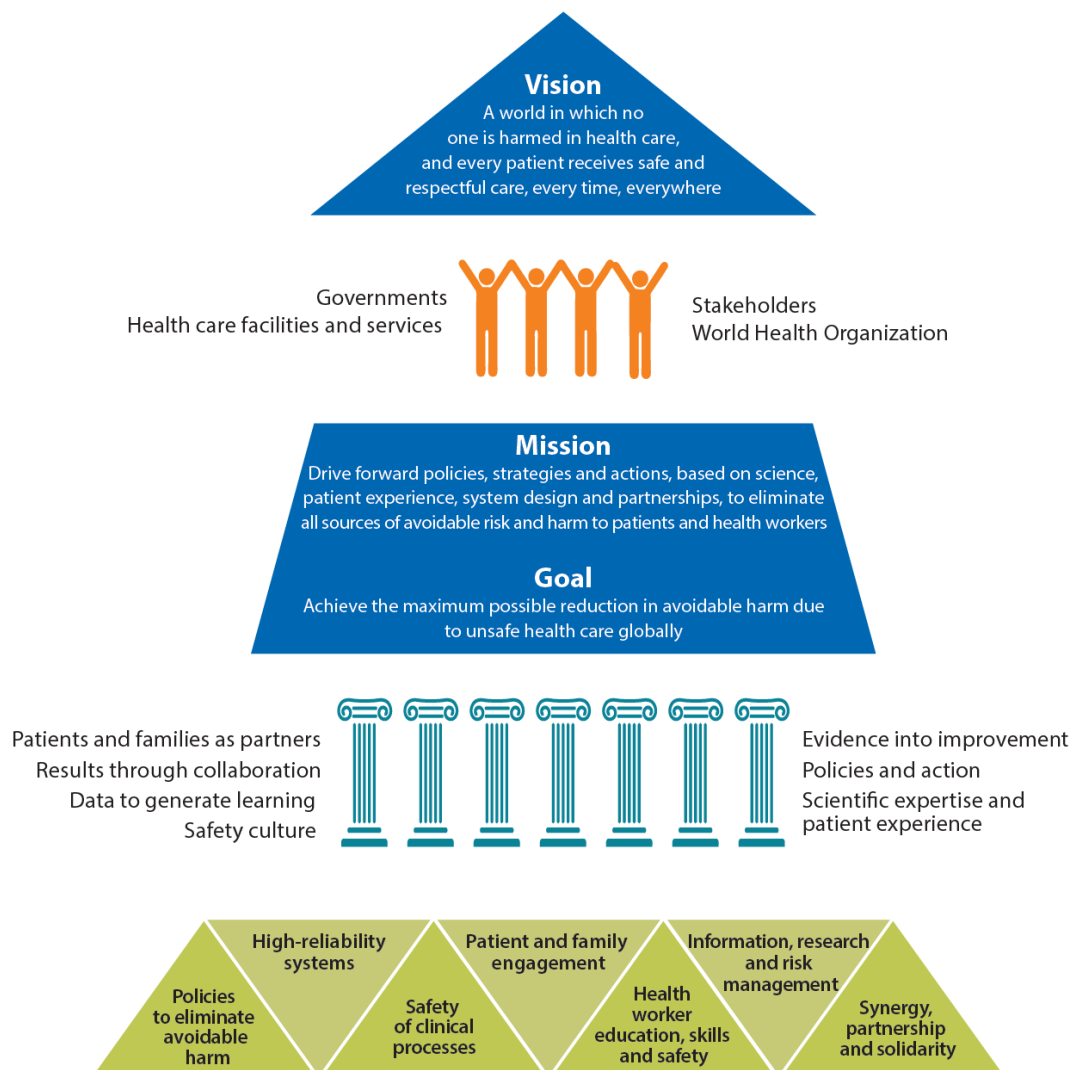 Vision
A world in which no
one is harmed in health care,
and every patient receives safe and
respectful care, every time, everywhere
Governments
Health care facilities and services
Stakeholders
World Health Organization
Mission
Drive forward policies, strategies and actions, based on science,
patient experience, system design and partnerships, to eliminate
all sources of avoidable risk and harm to patients and health workers
Goal
Achieve the maximum possible reduction in avoidable harm due
to unsafe health care globally
Patients and families as partners
Results through collaboration
Data to generate learning
Safety culture
Evidence into improvement
Policies and action
Scientific expertise and
patient experience
Policies
to eliminate
avoidable
harm
High-reliability
systems
Safety
of clinical
processes
Patient and family
engagement
Health
worker
education, skills
and safety
Information, research
and risk
management
Synergy,
partnership
and solidarity